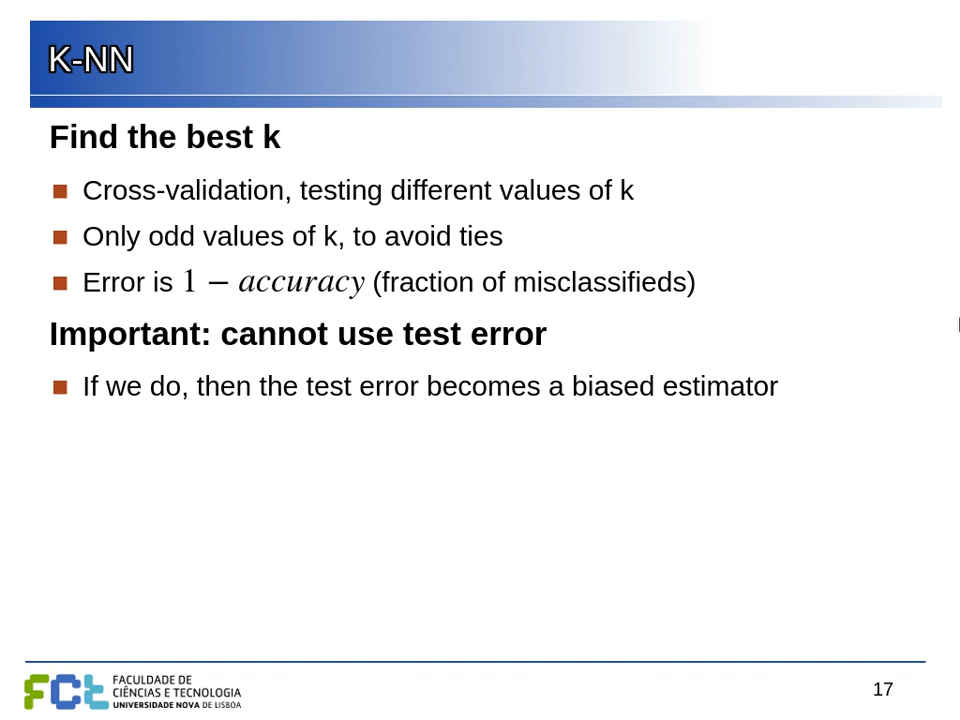 K-NN
Find the best k
Cross-validation, testing different values of k
Only odd values of k, to avoid ties
Error is 1 − accuracy (fraction of misclassifieds)
Important: cannot use test error
If we do, then the test error becomes a biased estimator
FCt
FACULDADE DE
CIÊNCIAS E TECNOLOGIA
UNIVERSIDADE NOVA DE LISBOA
17